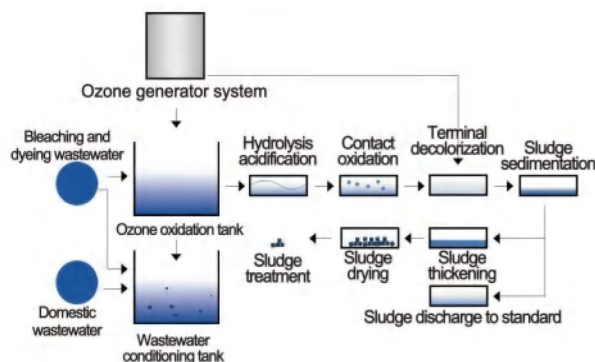 Ozone generator system
Bleaching and
dyeing wastewater
Hydrolysis
acidification
Contact
oxidation
Terminal
decolorization
Sludge
sedimentation
Ozone oxidation tank
Sludge
treatment
Sludge
drying
Sludge
thickening
Domestic
wastewater
Sludge discharge to standard
Wastewater
conditioning tank